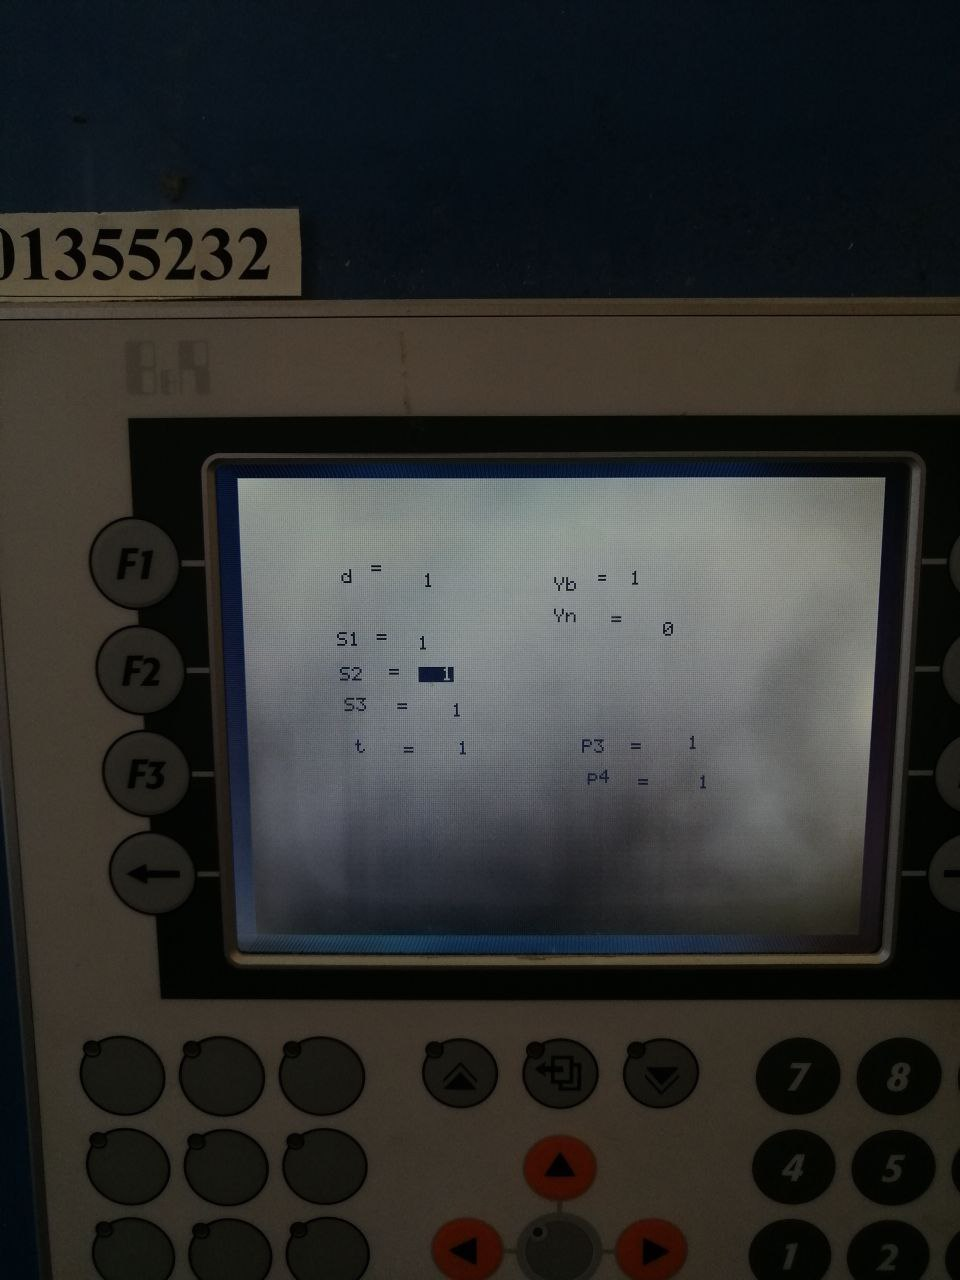 01355232
B&R
d = 1
Yb = 1
Yn = 0
S1 = 1
S2 = 1
S3 = 1
t = 1
P3 = 1
P4 = 1
F1
F2
F3
7 8
4 5
1 2